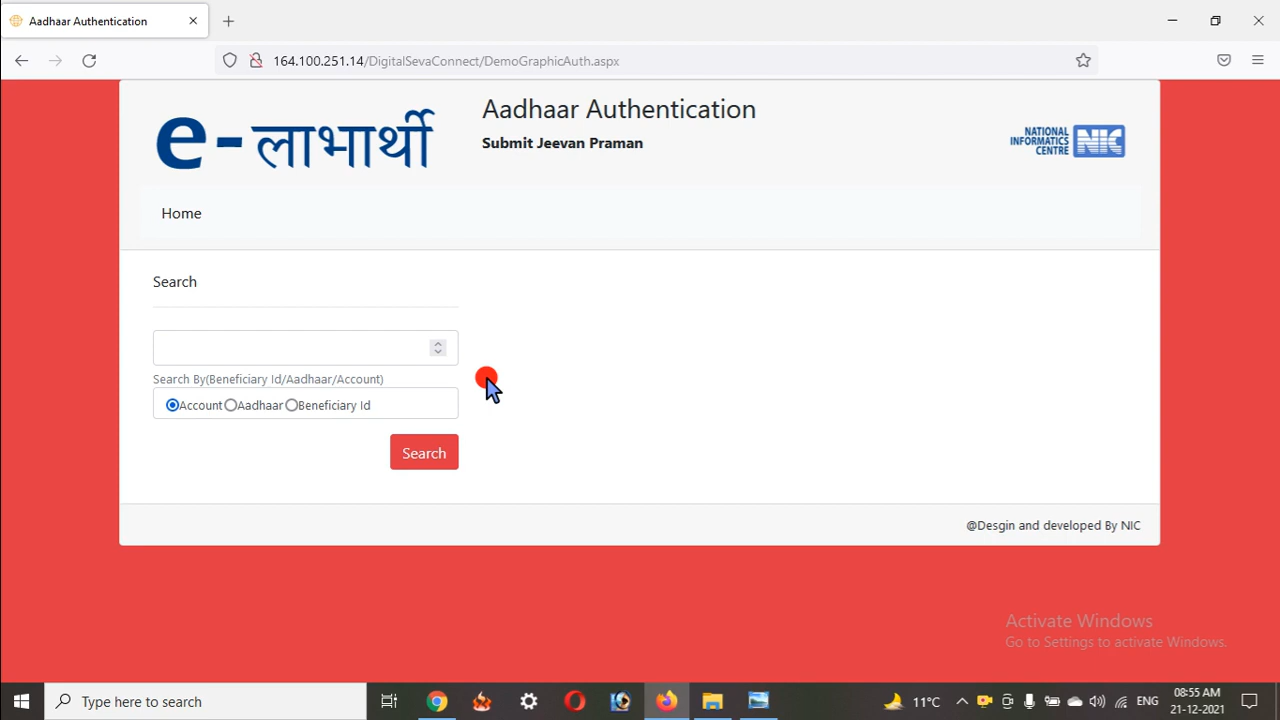 Aadhaar Authentication
164.100.251.14/DigitalSevaConnect/DemoGraphicAuth.aspx
e-लाभार्थी
Aadhaar Authentication
Submit Jeevan Praman
NATIONAL
INFORMATICS
CENTRE
NIC
Home
Search
Search By(Beneficiary Id/Aadhaar/Account)
Account Aadhaar Beneficiary Id
Search
@Desgin and developed By NIC
Activate Windows
Go to Settings to activate Windows.
Type here to search
11°C
ENG
08:55 AM
21-12-2021